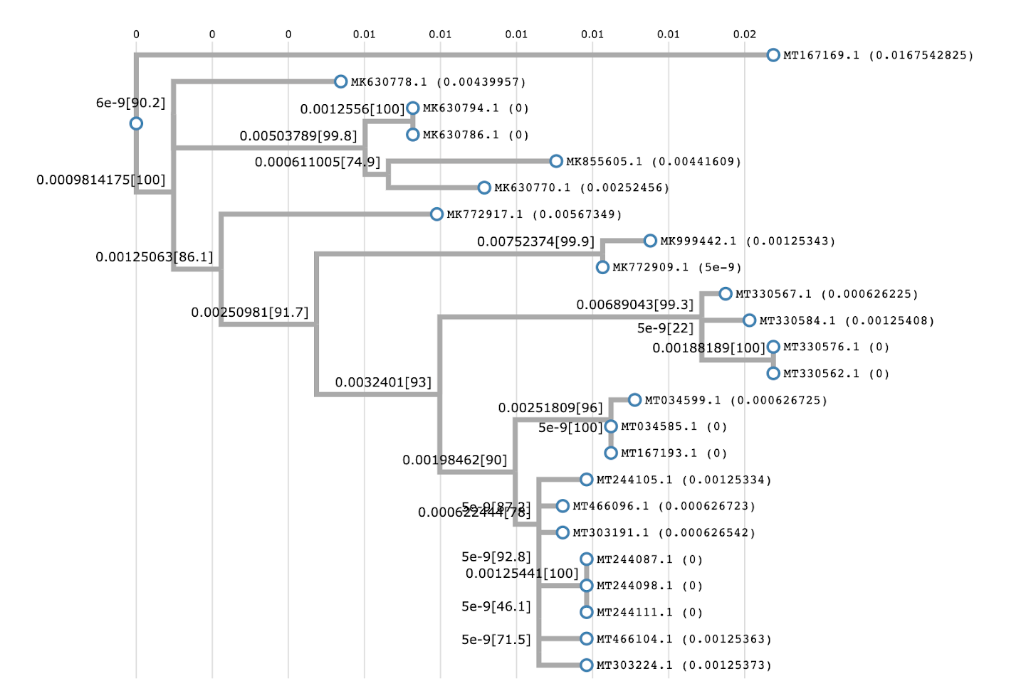 0 0 0 0.01 0.01 0.01 0.01 0.01 0.02
MT167169.1 (0.0167542825)
MK630778.1 (0.00439957)
6e-9[90.2]
0.0012556[100] MK630794.1 (0)
0.00503789[99.8] MK630786.1 (0)
0.000611005[74.9] MK855605.1 (0.00441609)
0.0009814175[100] MK630770.1 (0.00252456)
MK772917.1 (0.00567349)
0.00752374[99.9] MK999442.1 (0.00125343)
0.00125063[86.1] MK772909.1 (5e-9)
MT330567.1 (0.000626225)
0.00250981[91.7] 0.00689043[99.3]
5e-9[22] MT330584.1 (0.00125408)
0.00188189[100] MT330576.1 (0)
0.0032401[93] MT330562.1 (0)
MT034599.1 (0.000626725)
0.00251809[96]
5e-9[100] MT034585.1 (0)
0.00198462[90] MT167193.1 (0)
MT244105.1 (0.00125334)
5e-9[87.2] MT466096.1 (0.000626723)
0.000622444[78]
MT303191.1 (0.000626542)
5e-9[92.8] MT244087.1 (0)
0.00125441[100] MT244098.1 (0)
5e-9[46.1] MT244111.1 (0)
5e-9[71.5] MT466104.1 (0.00125363)
MT303224.1 (0.00125373)